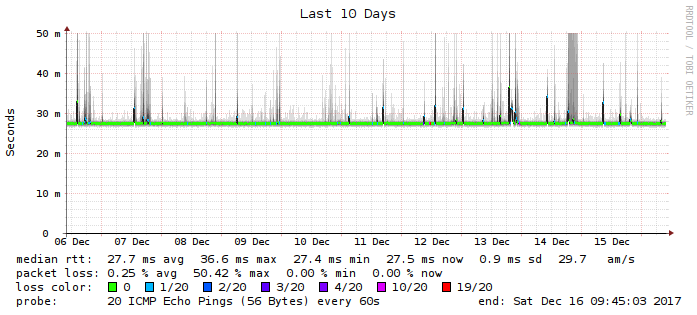 Last 10 Days
RRDTOOL / TOBI OETIKER
Seconds
50 m
40 m
30 m
20 m
10 m
0
06 Dec 07 Dec 08 Dec 09 Dec 10 Dec 11 Dec 12 Dec 13 Dec 14 Dec 15 Dec
median rtt: 27.7 ms avg 36.6 ms max 27.4 ms min 27.5 ms now 0.9 ms sd 29.7 am/s
packet loss: 0.25 % avg 50.42 % max 0.00 % min 0.00 % now
loss color: 0 1/20 2/20 3/20 4/20 10/20 19/20
probe: 20 ICMP Echo Pings (56 Bytes) every 60s end: Sat Dec 16 09:45:03 2017